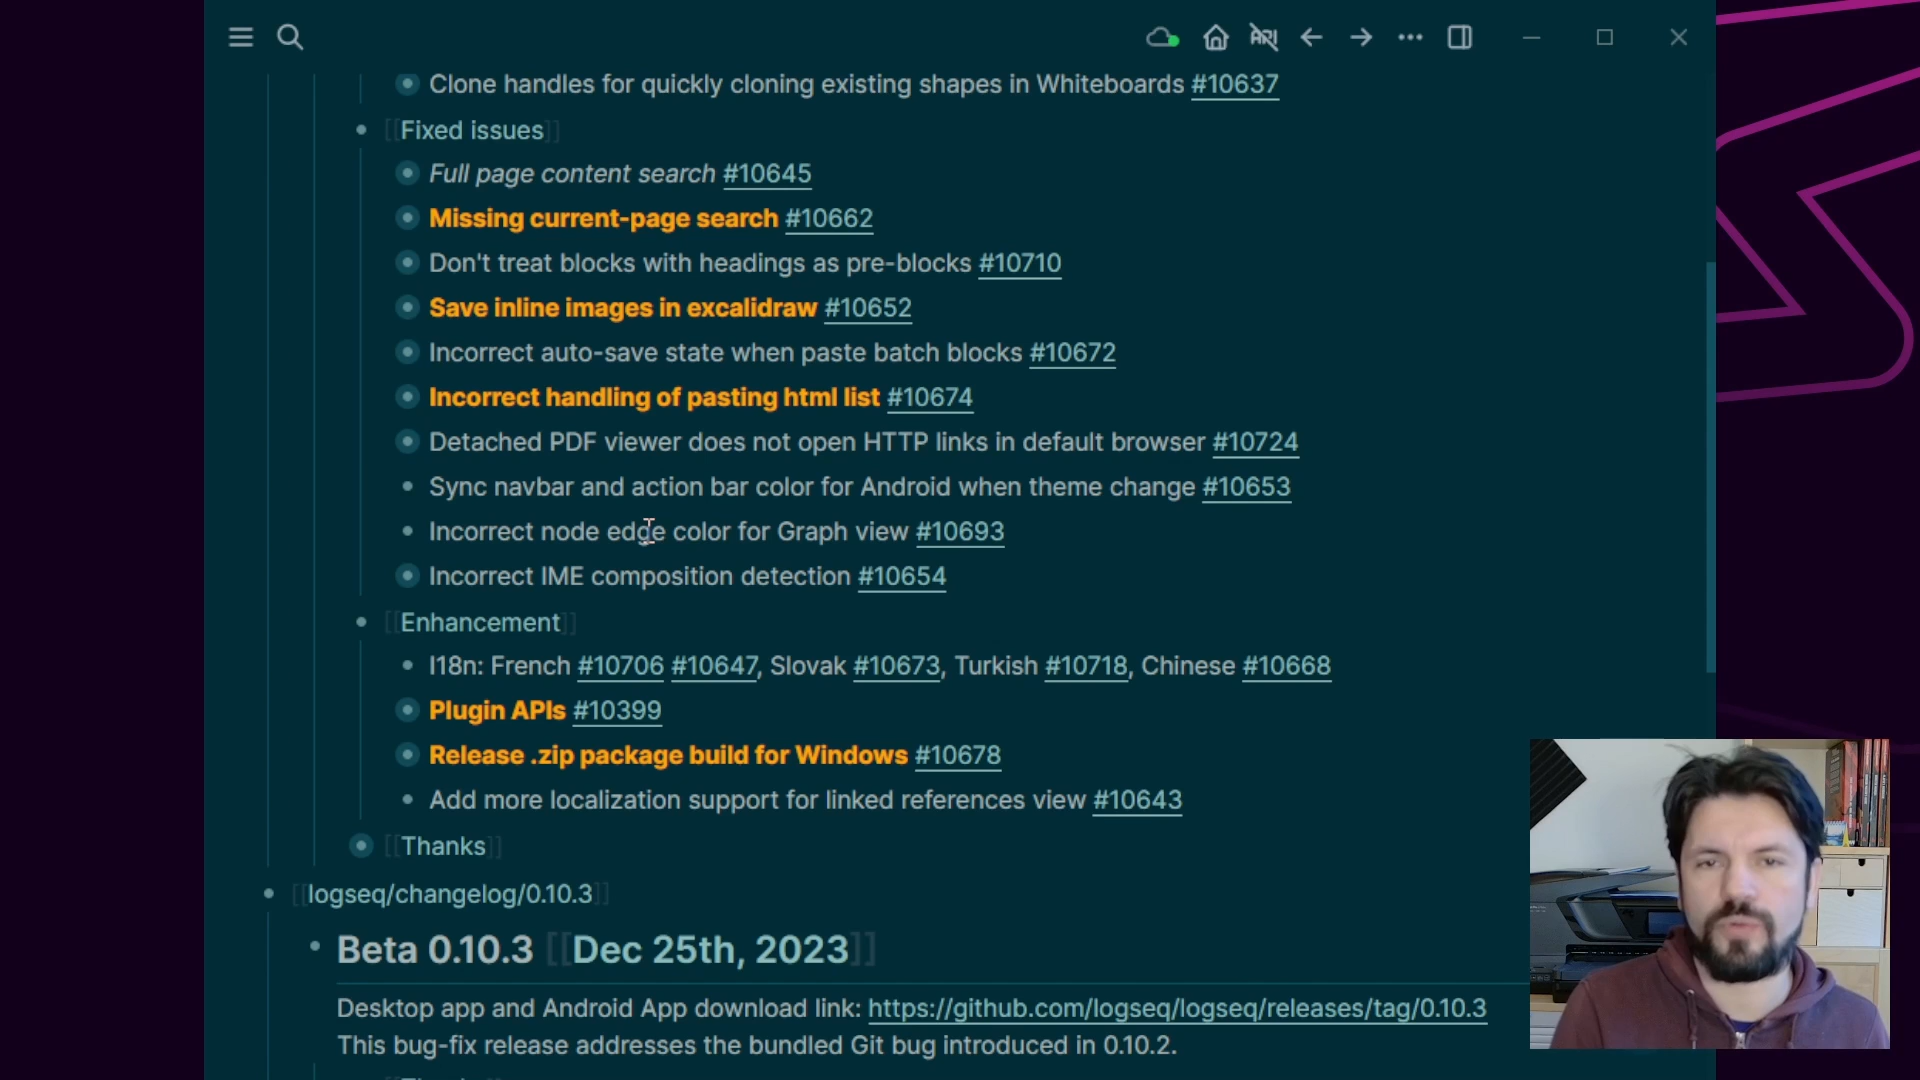 API
Clone handles for quickly cloning existing shapes in Whiteboards #10637
[[Fixed issues]]
Full page content search #10645
Missing current-page search #10662
Don't treat blocks with headings as pre-blocks #10710
Save inline images in excalidraw #10652
Incorrect auto-save state when paste batch blocks #10672
Incorrect handling of pasting html list #10674
Detached PDF viewer does not open HTTP links in default browser #10724
Sync navbar and action bar color for Android when theme change #10653
Incorrect node edge color for Graph view #10693
Incorrect IME composition detection #10654
[[Enhancement]]
I18n: French #10706 #10647, Slovak #10673, Turkish #10718, Chinese #10668
Plugin APIs #10399
Release .zip package build for Windows #10678
Add more localization support for linked references view #10643
[[Thanks]]
[[logseq/changelog/0.10.3]]
Beta 0.10.3 [[Dec 25th, 2023]]
Desktop app and Android App download link: https://github.com/logseq/logseq/releases/tag/0.10.3
This bug-fix release addresses the bundled Git bug introduced in 0.10.2.